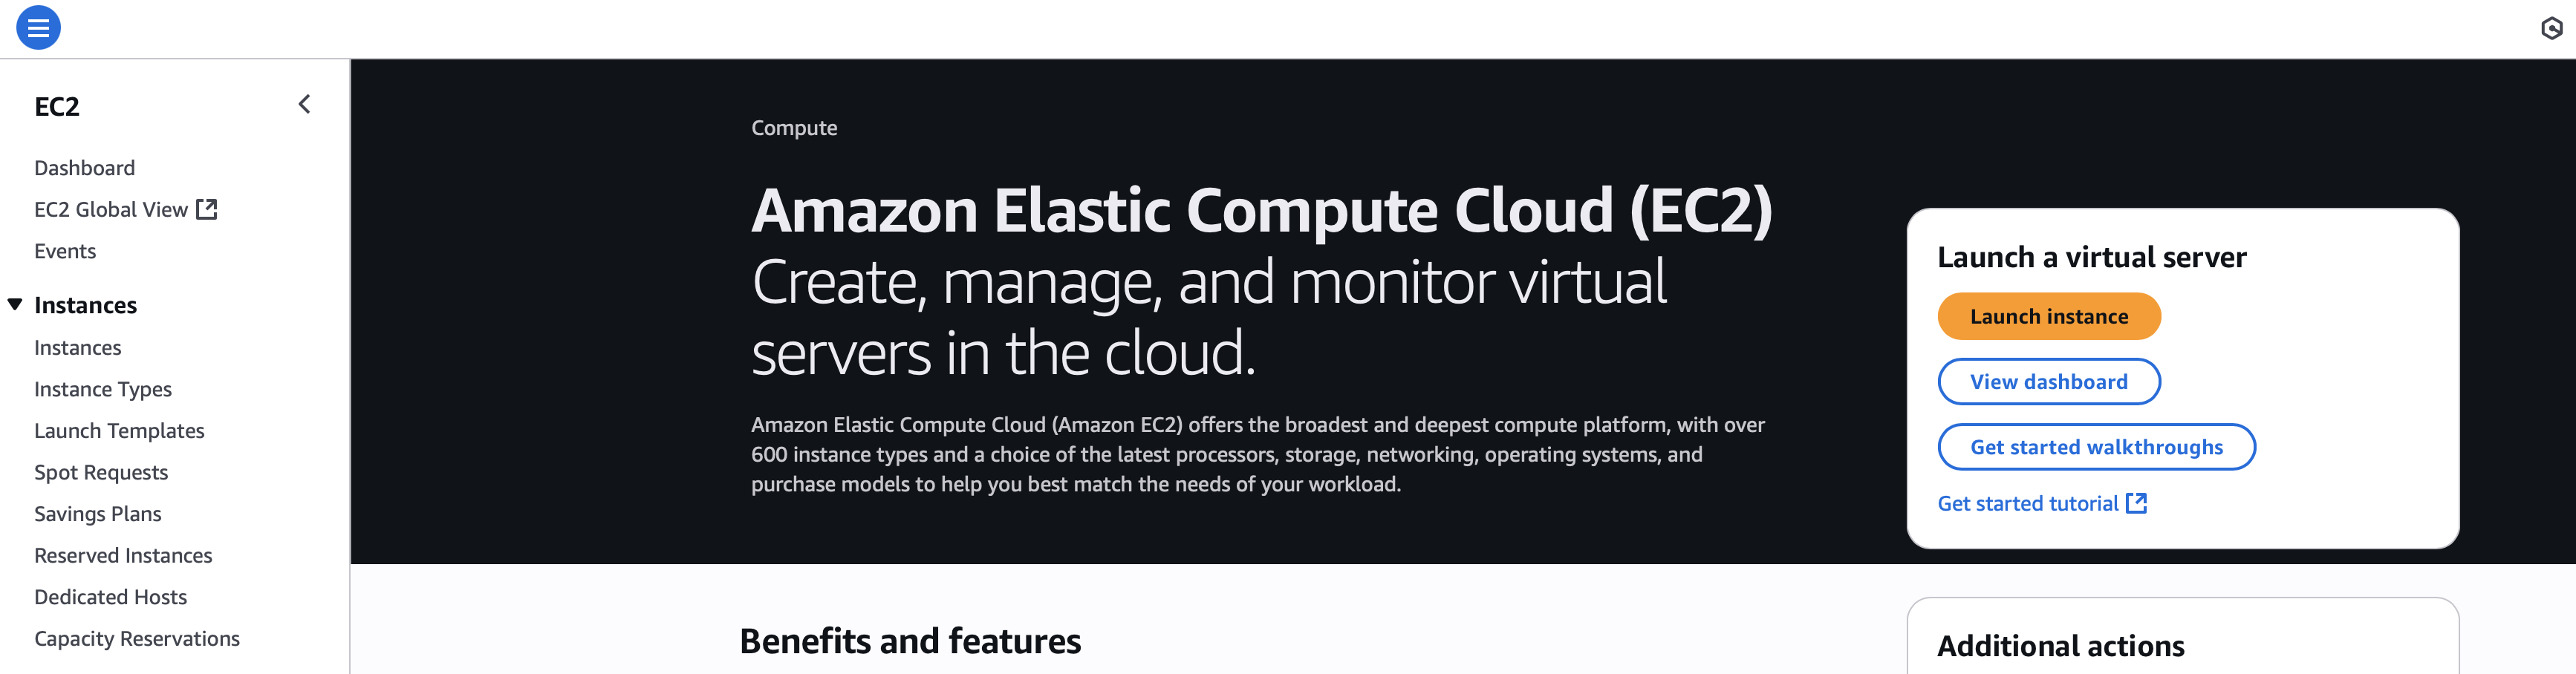 EC2
Dashboard
EC2 Global View
Events
Instances
Instances
Instance Types
Launch Templates
Spot Requests
Savings Plans
Reserved Instances
Dedicated Hosts
Capacity Reservations
Compute
Amazon Elastic Compute Cloud (EC2)
Create, manage, and monitor virtual
servers in the cloud.
Amazon Elastic Compute Cloud (Amazon EC2) offers the broadest and deepest compute platform, with over
600 instance types and a choice of the latest processors, storage, networking, operating systems, and
purchase models to help you best match the needs of your workload.
Launch a virtual server
Launch instance
View dashboard
Get started walkthroughs
Get started tutorial
Benefits and features
Additional actions